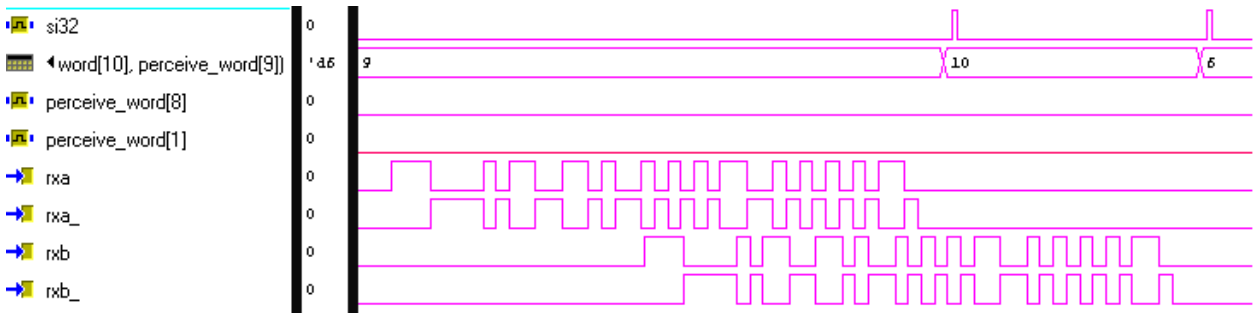 si32 0
word[10], perceive_word[9]) 'd6 9 10 6
perceive_word[8] 0
perceive_word[1] 0
rxa 0
rxa_ 0
rxb 0
rxb_ 0